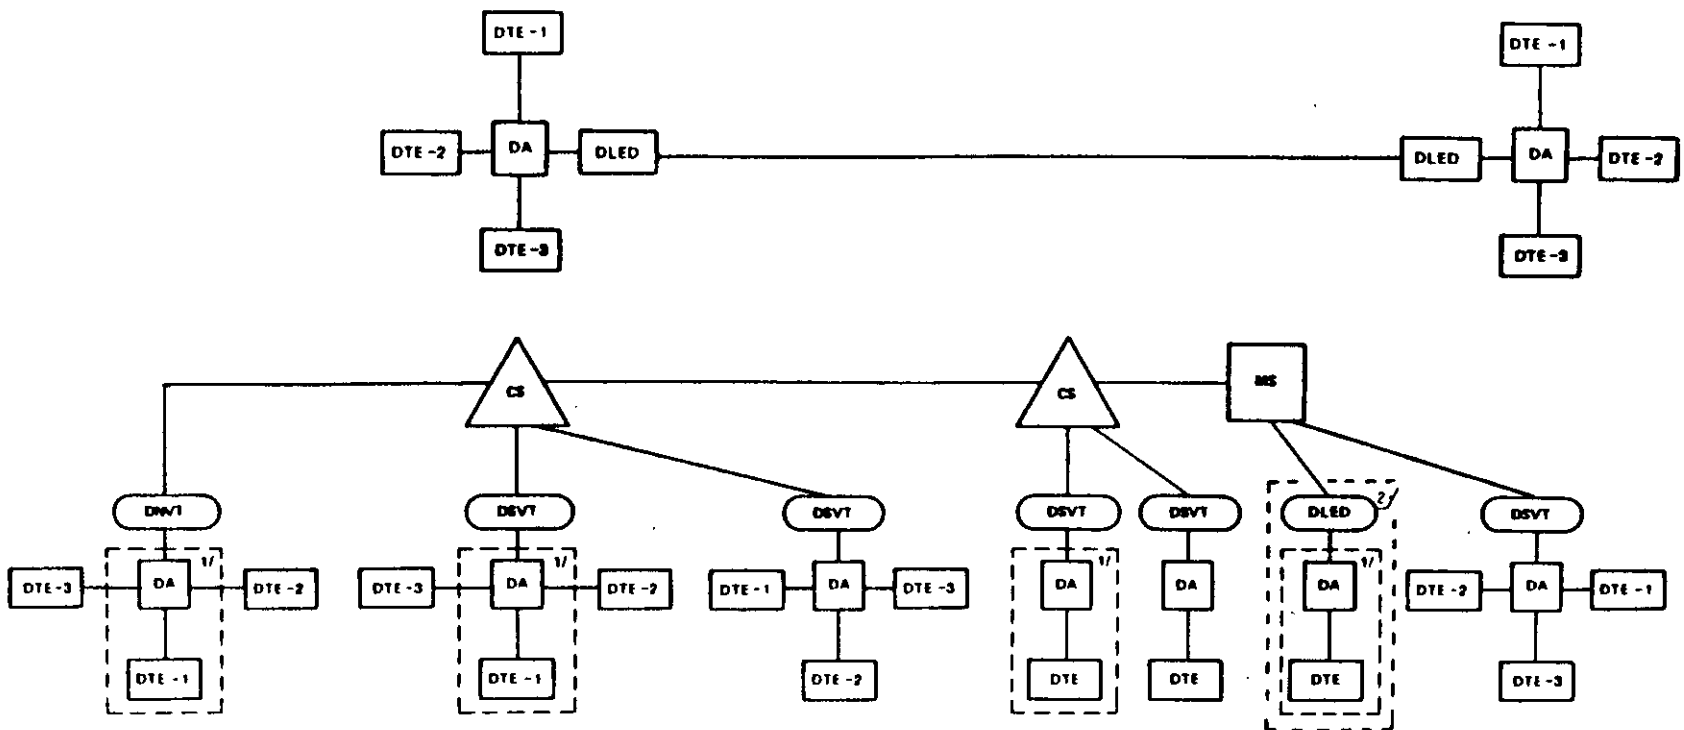 DTE-1
DTE-1
DTE-2
DA
DLED
DLED
DA
DTE-2
DTE-3
DTE-3
CS
CS
MS
DNVT
DSVT
DSVT
DSVT
DSVT
DLED
2/
DSVT
DTE-3
DA
1/
DTE-2
DTE-3
DA
1/
DTE-2
DTE-1
DA
DTE-3
DA
1/
DA
DA
1/
DTE-2
DA
DTE-1
DTE-1
DTE-1
DTE-2
DTE
DTE
DTE
DTE-3